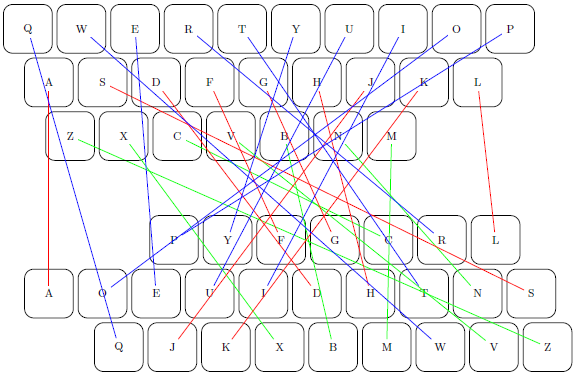 Q W E R T Y U I O P
A S D F G H J K L
Z X C V B N M
P Y F G C R L
A O E U I D H T N S
Q J K X B M W V Z